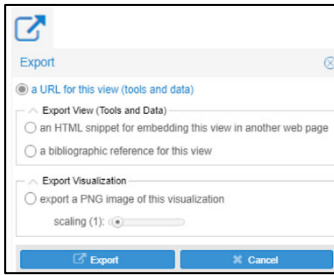 Export
a URL for this view (tools and data)
Export View (Tools and Data)
an HTML snippet for embedding this view in another web page
a bibliographic reference for this view
Export Visualization
export a PNG image of this visualization
scaling (1):
Export
Cancel